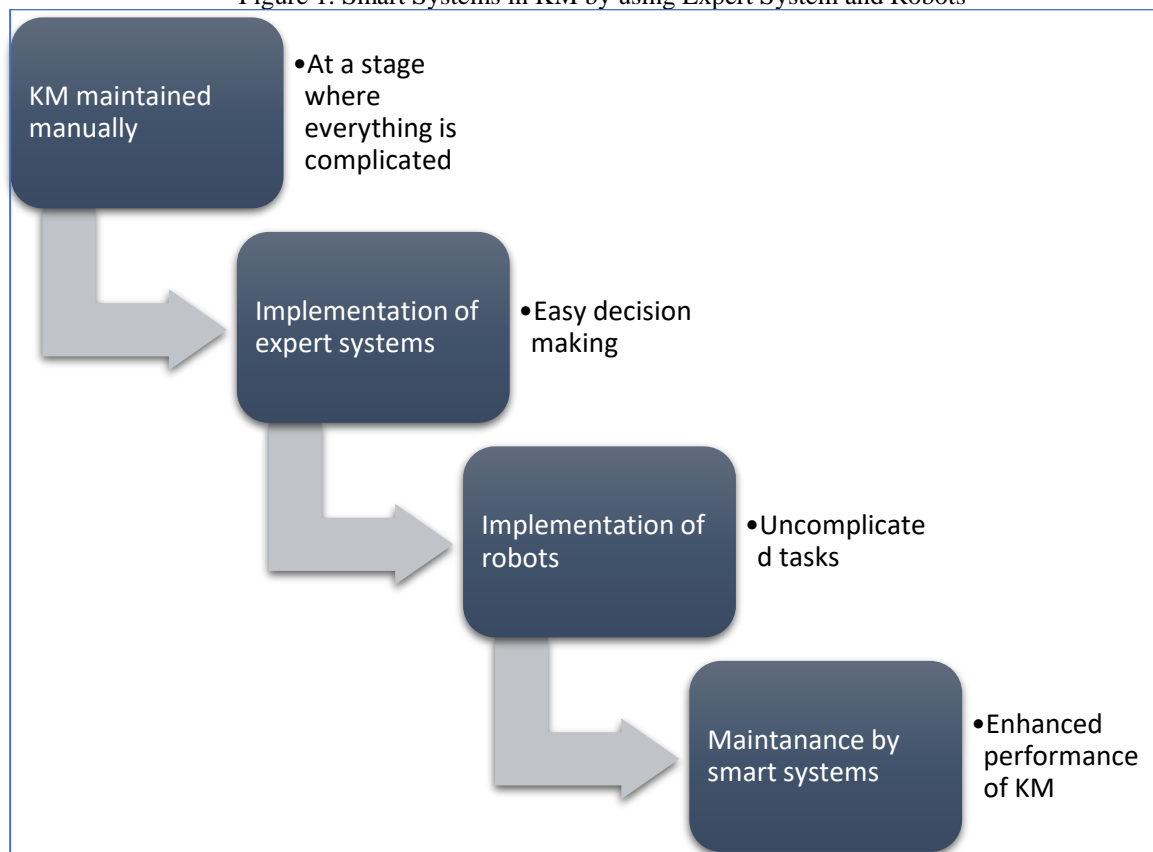 Figure 1: Smart Systems in KM by using Expert System and Robots
KM maintained
manually
•At a stage
where
everything is
complicated
Implementation of
expert systems
•Easy decision
making
Implementation of
robots
•Uncomplicate
d tasks
Maintanance by
smart systems
•Enhanced
performance
of KM